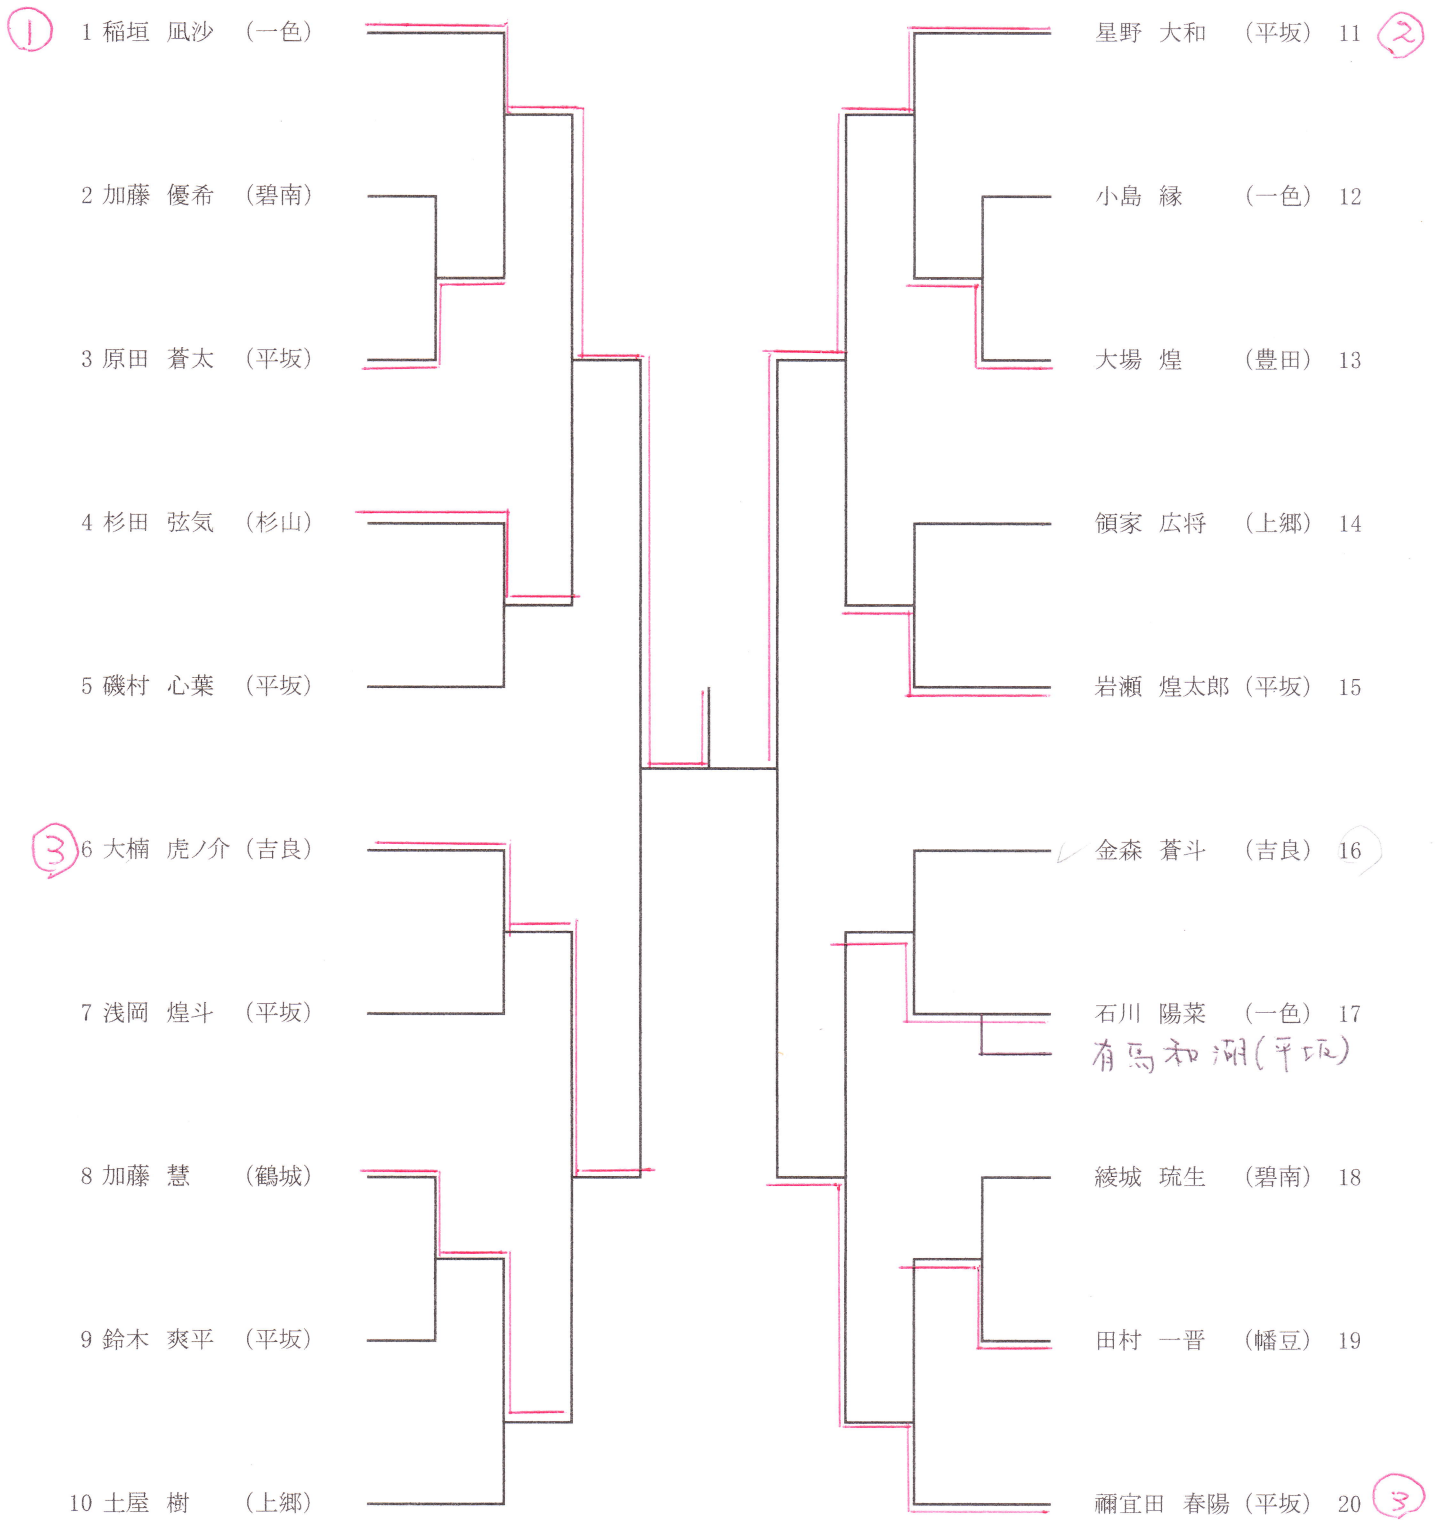 ① 1 稲垣 凪沙 (一色)
2 加藤 優希 (碧南)
3 原田 蒼太 (平坂)
4 杉田 弦気 (杉山)
5 磯村 心葉 (平坂)
③ 6 大楠 虎ノ介 (吉良)
7 浅岡 煌斗 (平坂)
8 加藤 慧 (鶴城)
9 鈴木 爽平 (平坂)
10 土屋 樹 (上郷)
星野 大和 (平坂) 11 ②
小島 縁 (一色) 12
大場 煌 (豊田) 13
領家 広将 (上郷) 14
岩瀬 煌太郎 (平坂) 15
金森 蒼斗 (吉良) 16
石川 陽菜 (一色) 17
有馬和湖(平坂)
綾城 琉生 (碧南) 18
田村 一晋 (幡豆) 19
禰宜田 春陽 (平坂) 20 ③